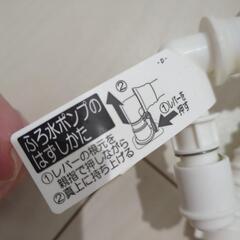 ふろ水ポンプの
はずしかた
②
①レバーを
押す
①レバーの根元を
親指で押しながら
②真上に持ち上げる
-D-